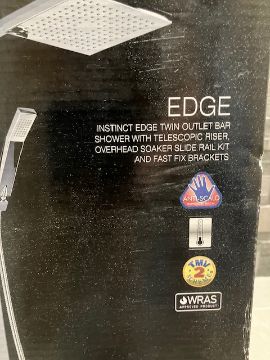 EDGE
INSTINCT EDGE TWIN OUTLET BAR
SHOWER WITH TELESCOPIC RISER,
OVERHEAD SOAKER SLIDE RAIL KIT
AND FAST FIX BRACKETS
ANTI-SCALD
TMV
2
SCHEME
WRAS
APPROVED PRODUCT